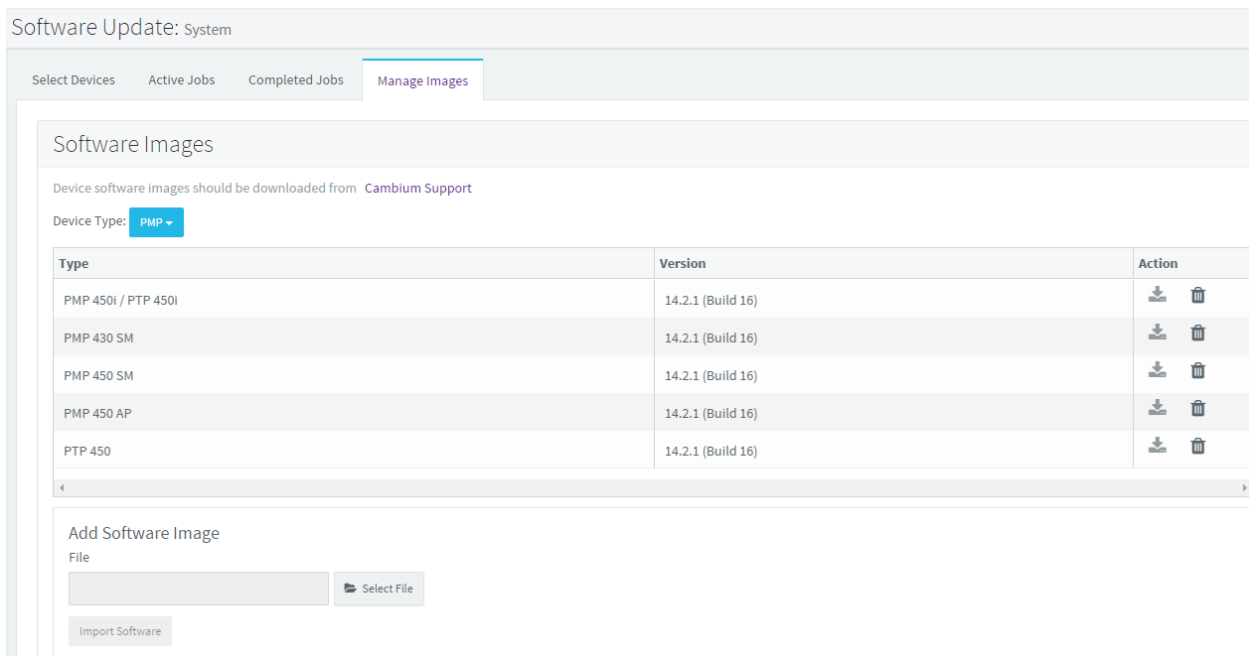 Software Update: System
Select Devices Active Jobs Completed Jobs Manage Images
Software Images
Device software images should be downloaded from Cambium Support
Device Type: PMP
Type Version Action
PMP 450i / PTP 450i 14.2.1 (Build 16)
PMP 430 SM 14.2.1 (Build 16)
PMP 450 SM 14.2.1 (Build 16)
PMP 450 AP 14.2.1 (Build 16)
PTP 450 14.2.1 (Build 16)
Add Software Image
File
Select File
Import Software